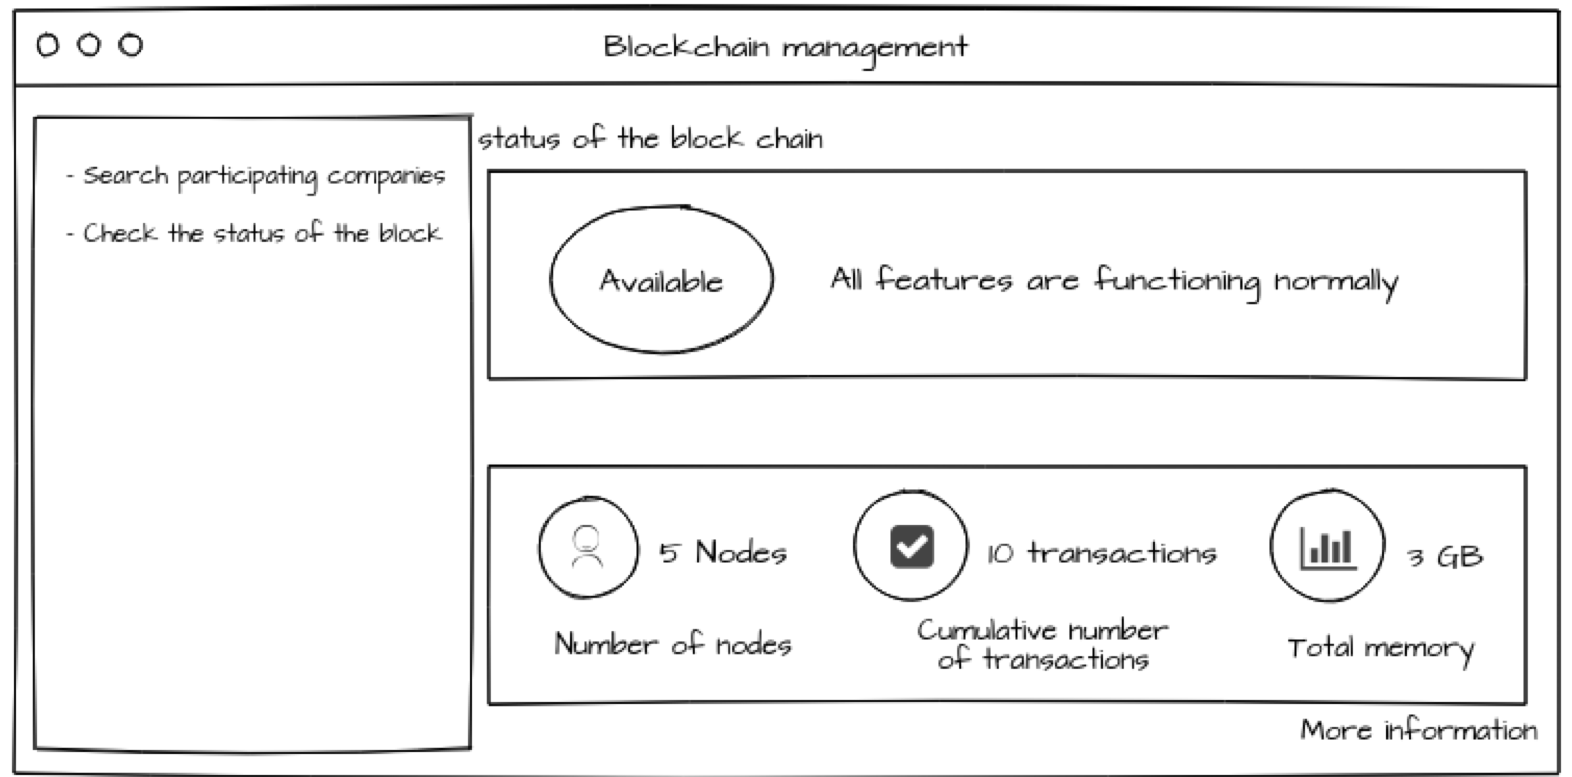 Blockchain management
- Search participating companies
- Check the status of the block
status of the block chain
Available
All features are functioning normally
5 Nodes
Number of nodes
10 transactions
Cumulative number
of transactions
3 GB
Total memory
More information